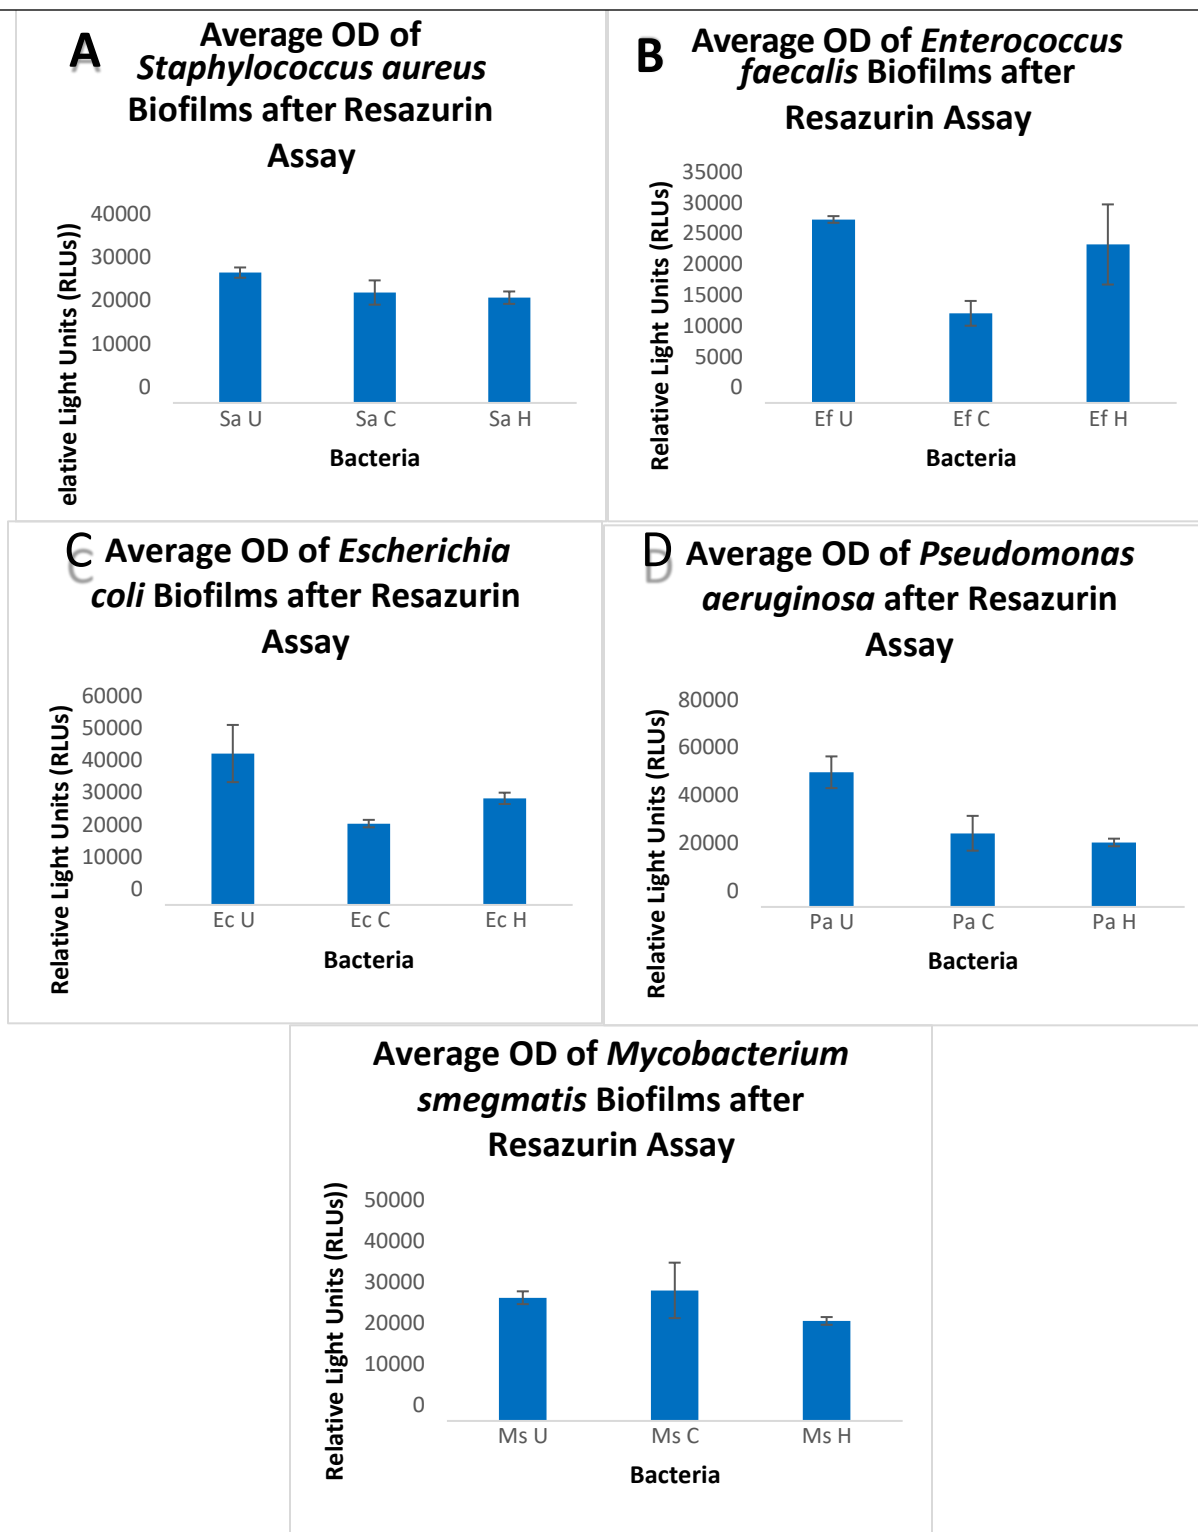 A
Average OD of
Staphylococcus aureus
Biofilms after Resazurin
Assay
elative Light Units (RLUs))
40000
30000
20000
10000
0
Sa U Sa C Sa H
Bacteria
B
Average OD of Enterococcus
faecalis Biofilms after
Resazurin Assay
Relative Light Units (RLUs)
35000
30000
25000
20000
15000
10000
5000
0
Ef U Ef C Ef H
Bacteria
C
Average OD of Escherichia
coli Biofilms after Resazurin
Assay
Relative Light Units (RLUs)
60000
50000
40000
30000
20000
10000
0
Ec U Ec C Ec H
Bacteria
D
Average OD of Pseudomonas
aeruginosa after Resazurin
Assay
Relative Light Units (RLUs)
80000
60000
40000
20000
0
Pa U Pa C Pa H
Bacteria
Average OD of Mycobacterium
smegmatis Biofilms after
Resazurin Assay
Relative Light Units (RLUs))
50000
40000
30000
20000
10000
0
Ms U Ms C Ms H
Bacteria